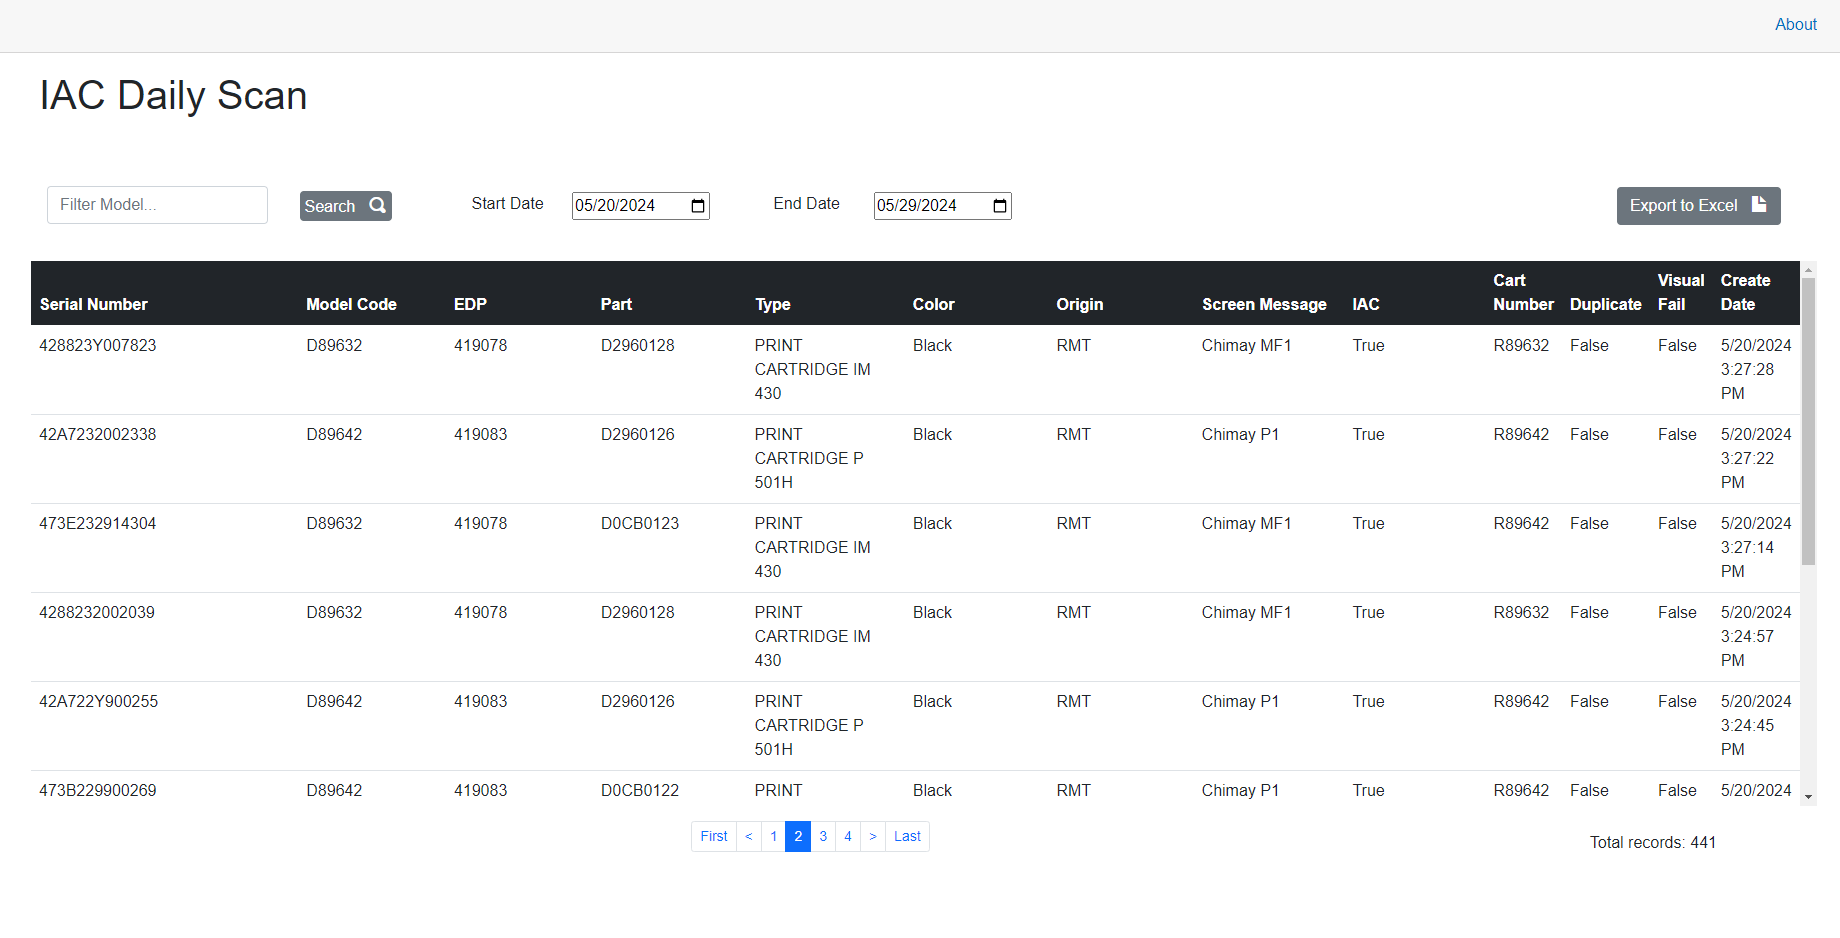 About
IAC Daily Scan
Filter Model...
Search
Start Date
05/20/2024
End Date
05/29/2024
Export to Excel
Serial Number Model Code EDP Part Type Color Origin Screen Message IAC Cart Number Duplicate Visual Fail Create Date
428823Y007823 D89632 419078 D2960128 PRINT CARTRIDGE IM 430 Black RMT Chimay MF1 True R89632 False False 5/20/2024 3:27:28 PM
42A7232002338 D89642 419083 D2960126 PRINT CARTRIDGE P 501H Black RMT Chimay P1 True R89642 False False 5/20/2024 3:27:22 PM
473E232914304 D89632 419078 D0CB0123 PRINT CARTRIDGE IM 430 Black RMT Chimay MF1 True R89642 False False 5/20/2024 3:27:14 PM
4288232002039 D89632 419078 D2960128 PRINT CARTRIDGE IM 430 Black RMT Chimay MF1 True R89632 False False 5/20/2024 3:24:57 PM
42A722Y900255 D89642 419083 D2960126 PRINT CARTRIDGE P 501H Black RMT Chimay P1 True R89642 False False 5/20/2024 3:24:45 PM
473B229900269 D89642 419083 D0CB0122 PRINT Black RMT Chimay P1 True R89642 False False 5/20/2024
First < 1 2 3 4 > Last
Total records: 441